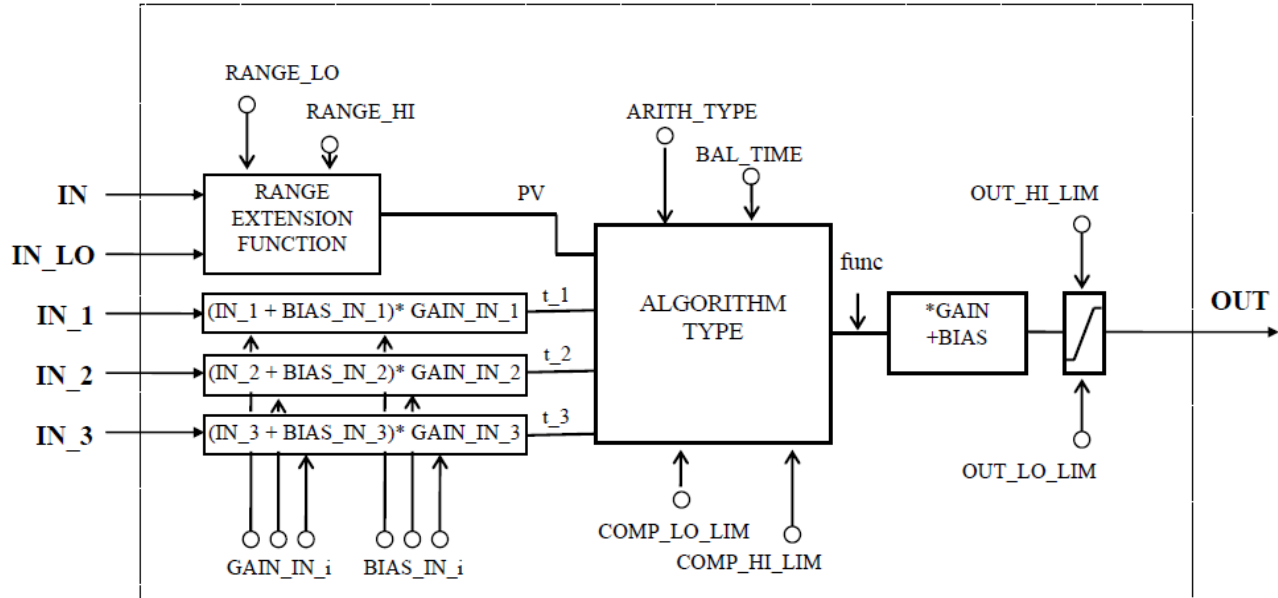 RANGE_LO
RANGE_HI
ARITH_TYPE
BAL_TIME
IN
RANGE
EXTENSION
FUNCTION
PV
OUT_HI_LIM
IN_LO
func
IN_1
(IN_1 + BIAS_IN_1)* GAIN_IN_1
t_1
ALGORITHM
TYPE
*GAIN
+BIAS
OUT
IN_2
(IN_2 + BIAS_IN_2)* GAIN_IN_2
t_2
IN_3
(IN_3 + BIAS_IN_3)* GAIN_IN_3
t_3
OUT_LO_LIM
COMP_LO_LIM
COMP_HI_LIM
GAIN_IN_i
BIAS_IN_i